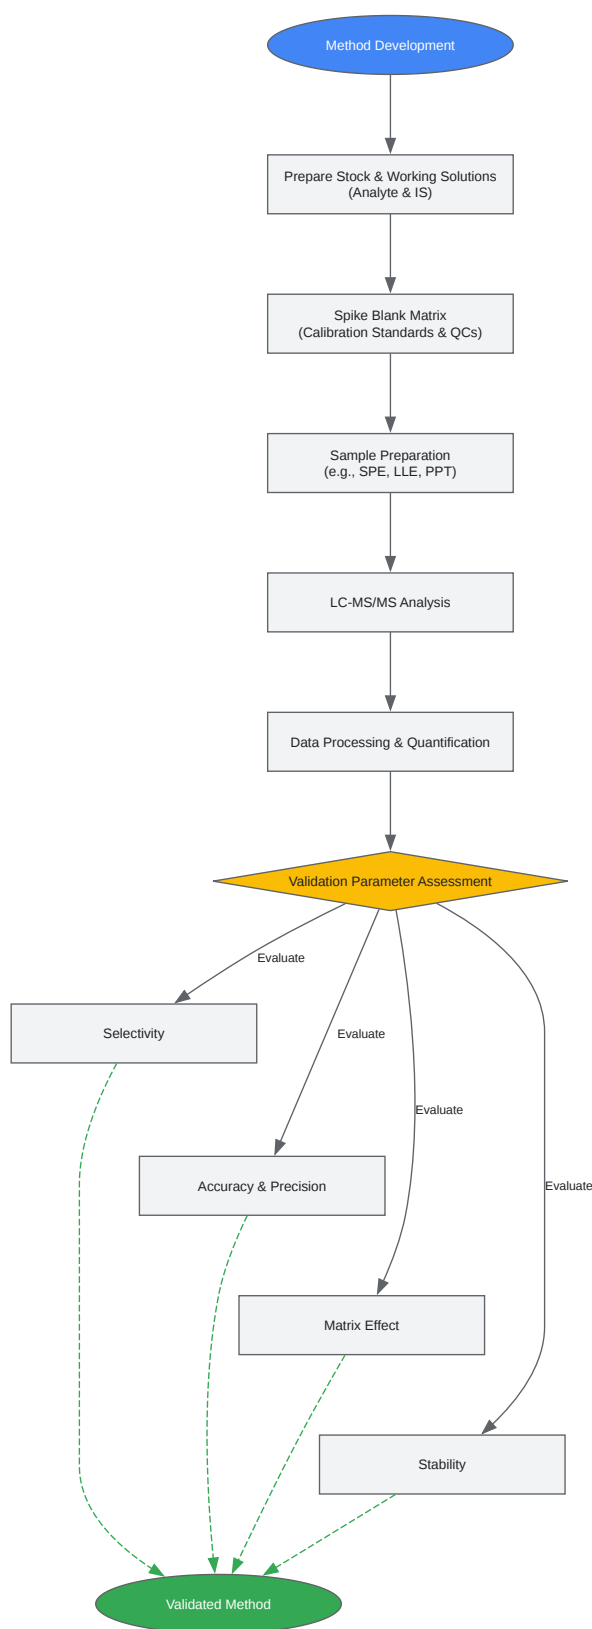 Method Development
Prepare Stock & Working Solutions
(Analyte & IS)
Spike Blank Matrix
(Calibration Standards & QCs)
Sample Preparation
(e.g., SPE, LLE, PPT)
LC-MS/MS Analysis
Data Processing & Quantification
Validation Parameter Assessment
Evaluate
Selectivity
Evaluate
Evaluate
Accuracy & Precision
Evaluate
Matrix Effect
Stability
Validated Method